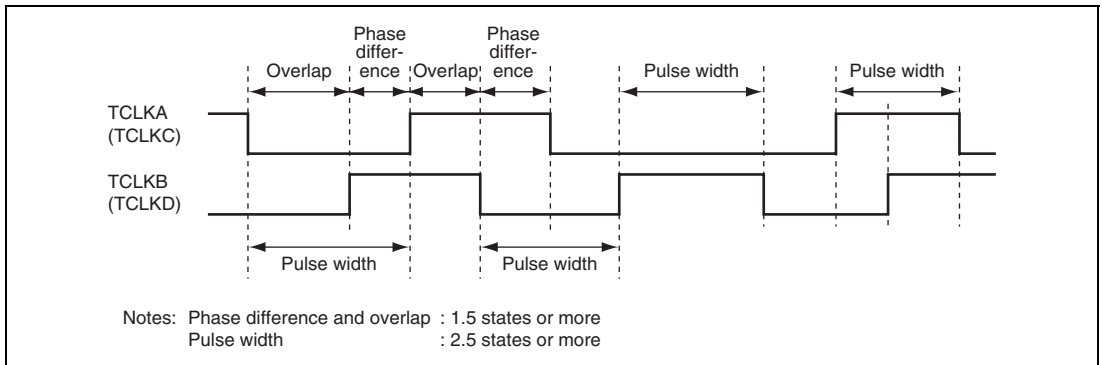 Phase
differ-
ence
Phase
differ-
ence
Overlap
Overlap
Pulse width
Pulse width
TCLKA
(TCLKC)
TCLKB
(TCLKD)
Pulse width
Pulse width
Notes: Phase difference and overlap : 1.5 states or more
Pulse width : 2.5 states or more